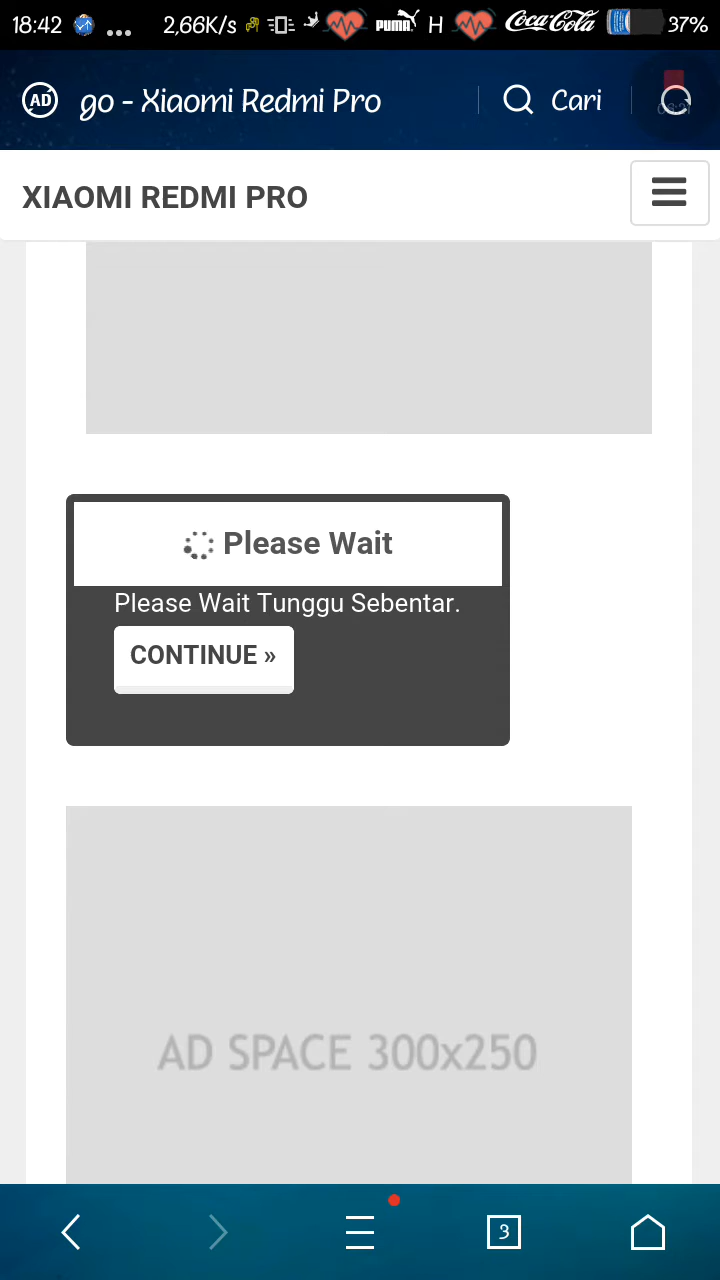 18:42 2,66K/s PUMA H Coca-Cola 37%
AD go - Xiaomi Redmi Pro Cari
XIAOMI REDMI PRO
Please Wait
Please Wait Tunggu Sebentar.
CONTINUE »
AD SPACE 300x250
3